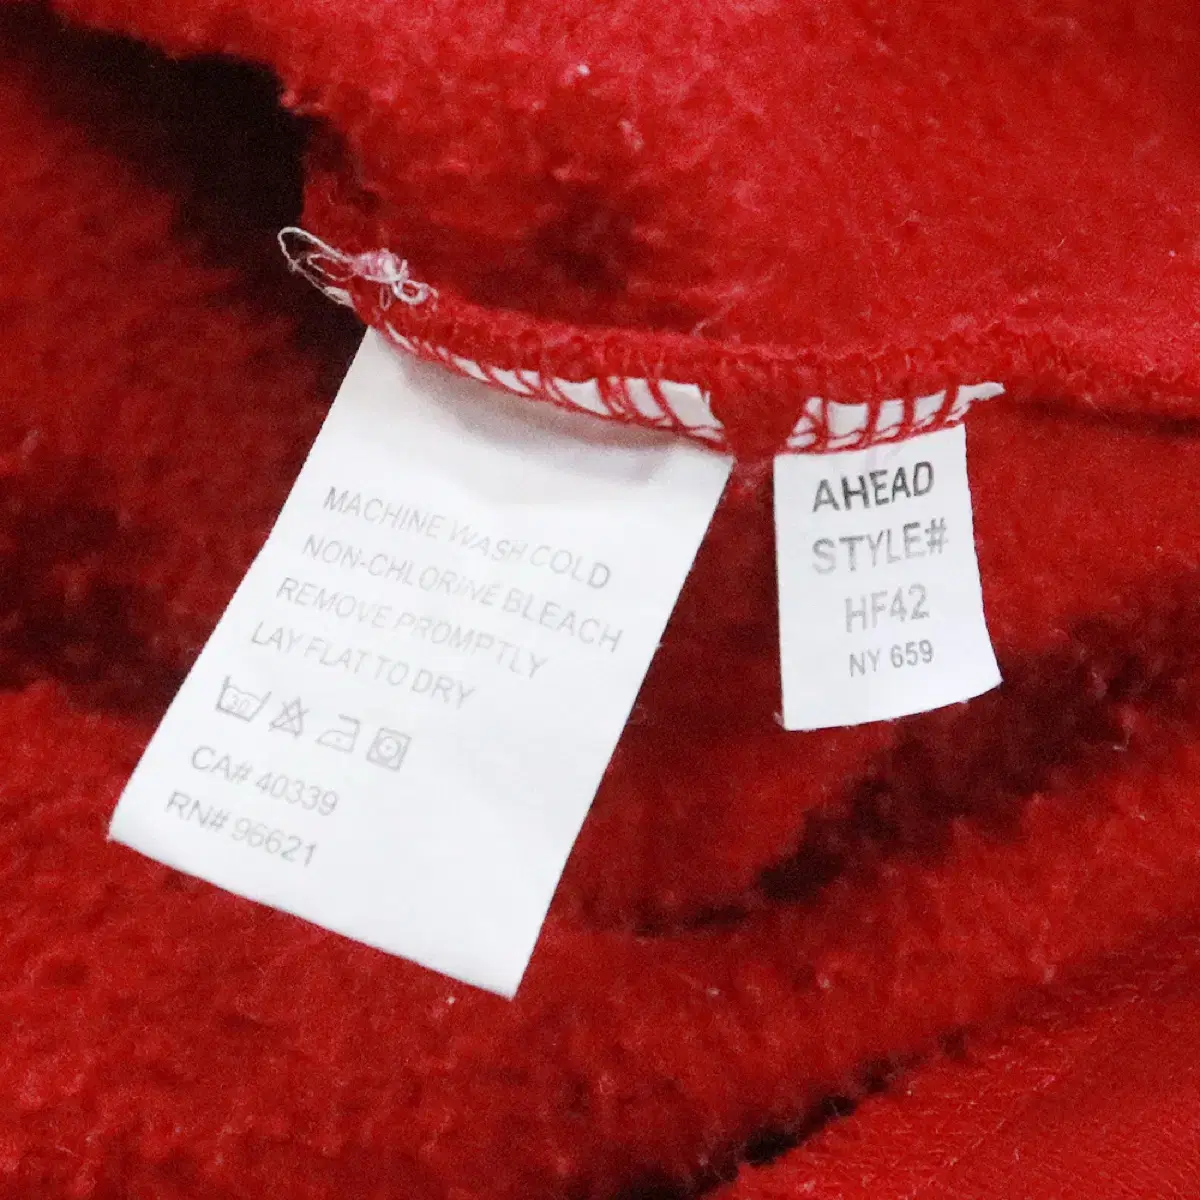 MACHINE WASH COLD
NON-CHLORINE BLEACH
REMOVE PROMPTLY
LAY FLAT TO DRY
30
CA# 40339
RN# 96621
AHEAD
STYLE#
HF42
NY 659